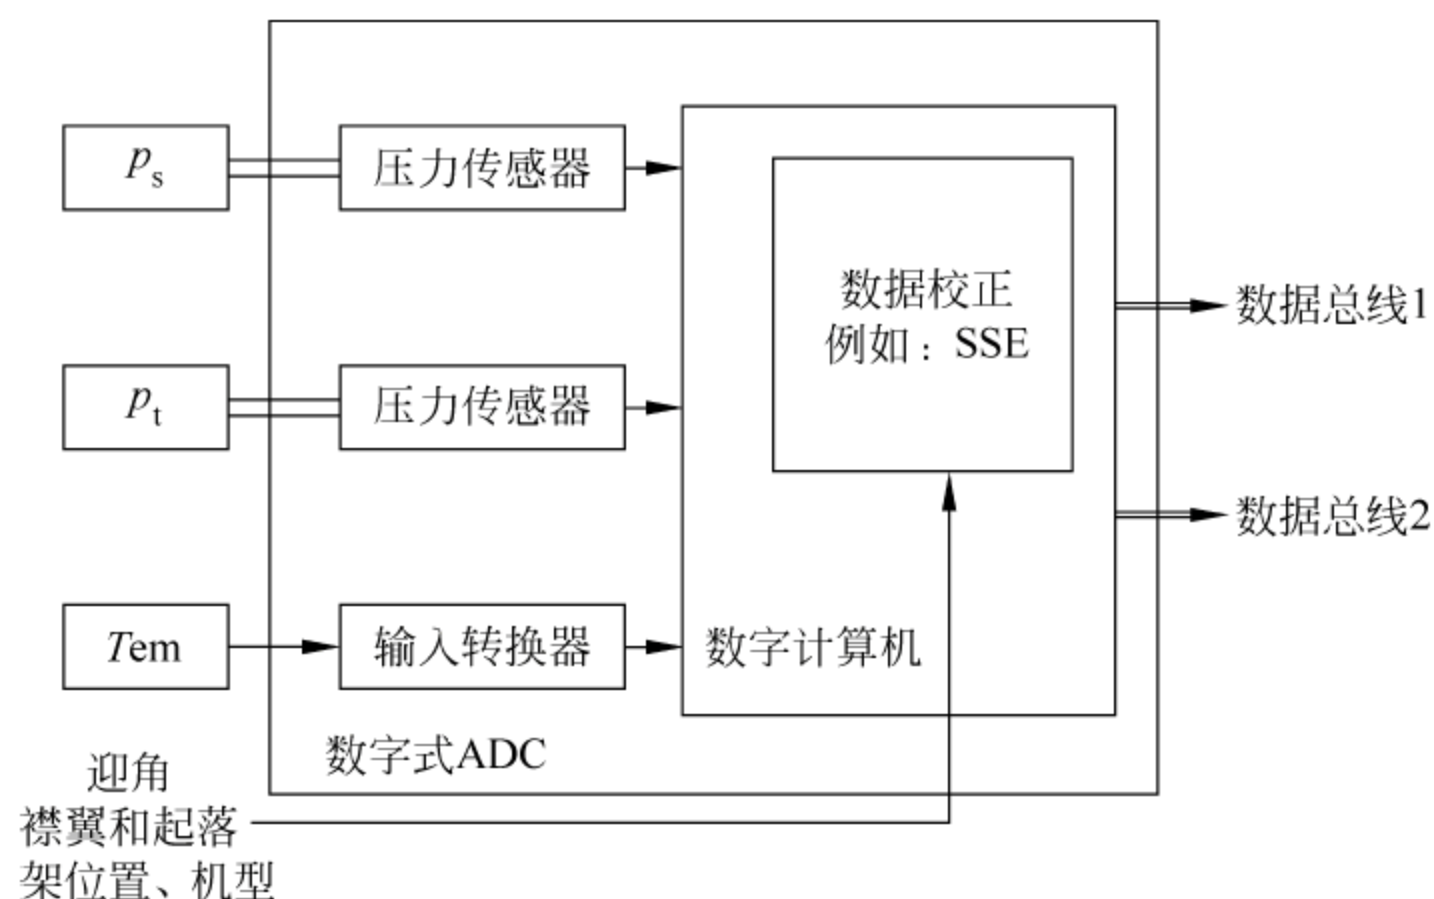 ps
压力传感器
数据校正
例如：SSE
数据总线1
pt
压力传感器
数据总线2
Tem
输入转换器
数字计算机
数字式ADC
迎角
襟翼和起落
架位置、机型